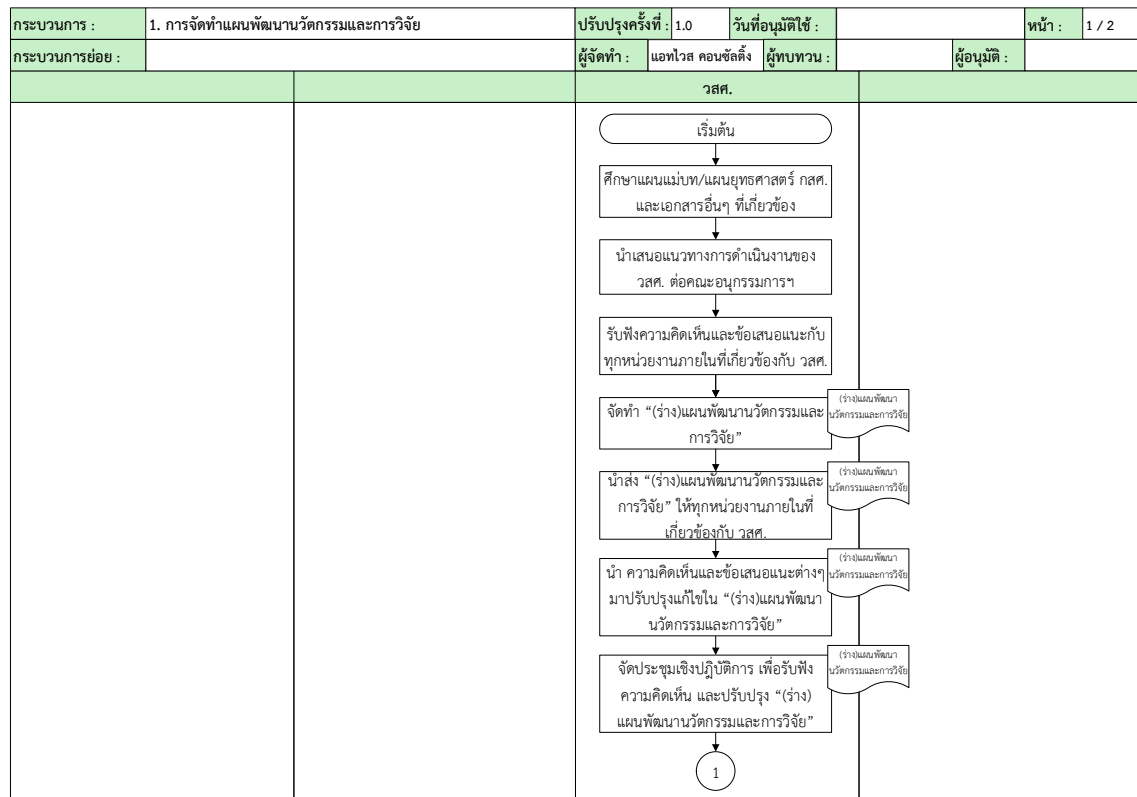 กระบวนการ : 1. การจัดทำแผนพัฒนานวัตกรรมและการวิจัย ปรับปรุงครั้งที่ : 1.0 วันที่อนุมัติใช้ : หน้า : 1 / 2
กระบวนการย่อย : ผู้จัดทำ : แอทไวส คอนซัลติ้ง ผู้ทบทวน : ผู้อนุมัติ :
วสศ.
เริ่มต้น
ศึกษาแผนแม่บท/แผนยุทธศาสตร์ กสศ.
และเอกสารอื่นๆ ที่เกี่ยวข้อง
นำเสนอแนวทางการดำเนินงานของ
วสศ. ต่อคณะอนุกรรมการฯ
รับฟังความคิดเห็นและข้อเสนอแนะกับ
ทุกหน่วยงานภายในที่เกี่ยวข้องกับ วสศ.
จัดทำ “(ร่าง)แผนพัฒนานวัตกรรมและ
การวิจัย”
(ร่าง)แผนพัฒนา
นวัตกรรมและการวิจัย
นำส่ง “(ร่าง)แผนพัฒนานวัตกรรมและ
การวิจัย” ให้ทุกหน่วยงานภายในที่
เกี่ยวข้องกับ วสศ.
(ร่าง)แผนพัฒนา
นวัตกรรมและการวิจัย
นำ ความคิดเห็นและข้อเสนอแนะต่างๆ
มาปรับปรุงแก้ไขใน “(ร่าง)แผนพัฒนา
นวัตกรรมและการวิจัย”
(ร่าง)แผนพัฒนา
นวัตกรรมและการวิจัย
จัดประชุมเชิงปฏิบัติการ เพื่อรับฟัง
ความคิดเห็น และปรับปรุง “(ร่าง)
แผนพัฒนานวัตกรรมและการวิจัย”
(ร่าง)แผนพัฒนา
นวัตกรรมและการวิจัย
1